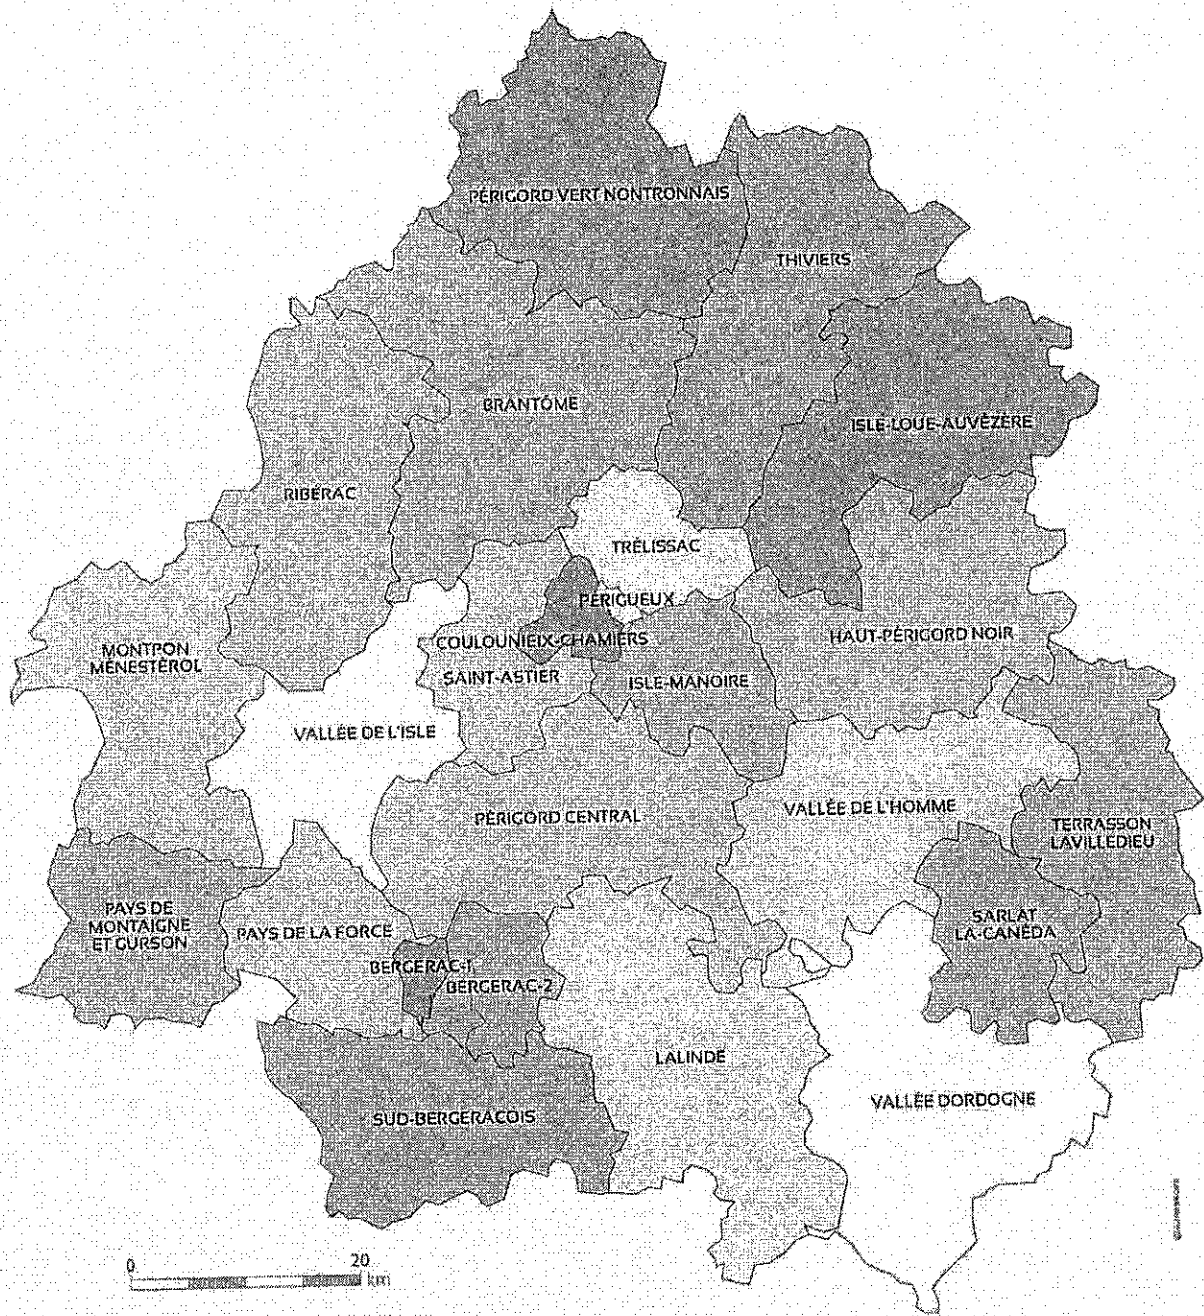 PÉRIGORD VERT NONTRONNAIS
THIVIERS
BRANTÔME
ISLE-LOUE-AUVÉZÈRE
RIBÉRAC
TRÉLISSAC
PÉRIGUEUX
COULOUNIEIX-CHAMIERS
HAUT-PÉRIGORD NOIR
MONTPON
MÉNESTÉROL
SAINT-ASTIER
ISLE-MANOIRE
VALLÉE DE L'ISLE
VALLÉE DE L'HOMME
PÉRIGORD CENTRAL
TERRASSON
LAVILLEDIEU
PAYS DE
MONTAIGNE
ET GURSON
PAYS DE LA FORCE
SARLAT
LA-CANÉDA
BERGERAC-1
BERGERAC-2
LALINDE
VALLÉE DORDOGNE
SUD-BERGERACOIS
0
20
km